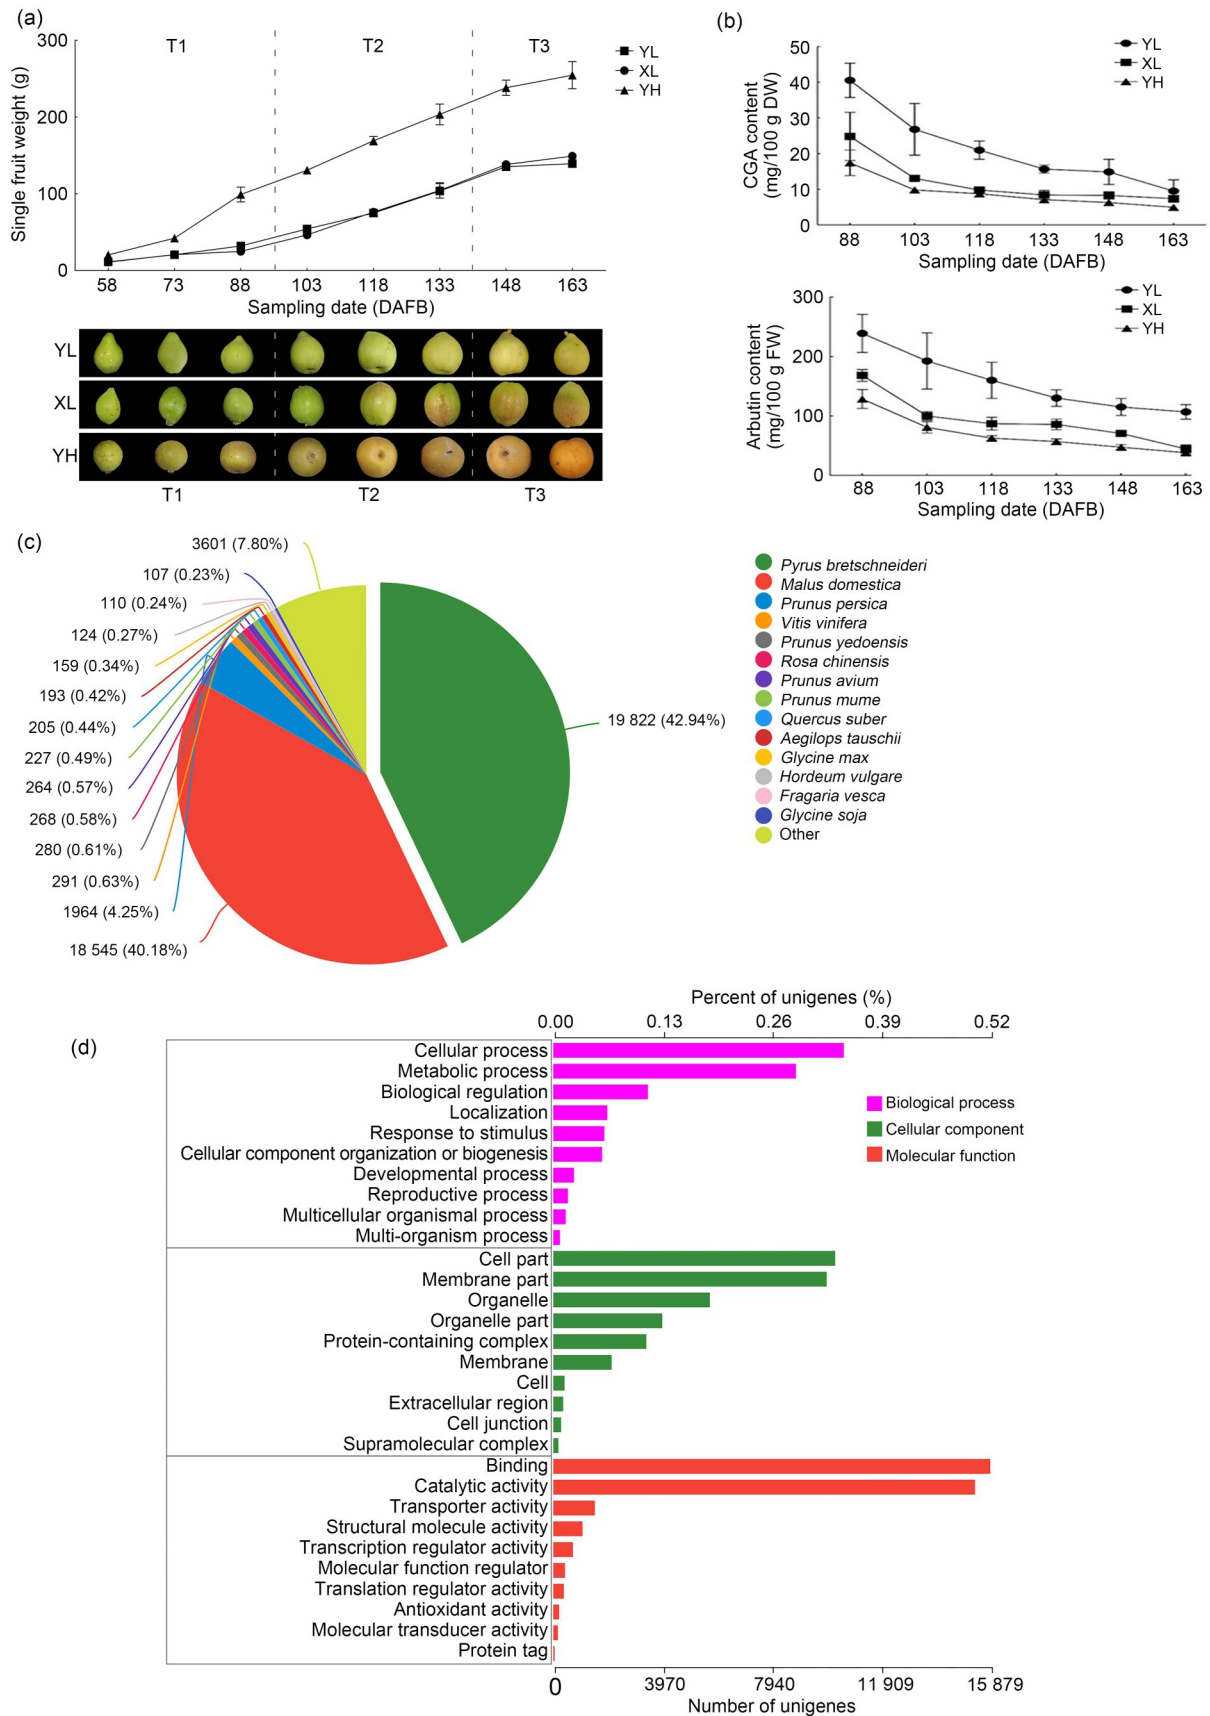 (a)
300
200
100
0
Single fruit weight (g)
T1
T2
T3
YL
XL
YH
58 73 88 103 118 133 148 163
Sampling date (DAFB)
YL
XL
YH
T1 T2 T3
(b)
50
40
30
20
10
0
CGA content
(mg/100 g DW)
YL
XL
YH
88 103 118 133 148 163
Sampling date (DAFB)
300
200
100
0
Arbutin content
(mg/100 g FW)
YL
XL
YH
88 103 118 133 148 163
Sampling date (DAFB)
(c)
3601 (7.80%)
107 (0.23%)
110 (0.24%)
124 (0.27%)
159 (0.34%)
193 (0.42%)
205 (0.44%)
227 (0.49%)
264 (0.57%)
268 (0.58%)
280 (0.61%)
291 (0.63%)
1964 (4.25%)
18 545 (40.18%)
19 822 (42.94%)
Pyrus bretschneideri
Malus domestica
Prunus persica
Vitis vinifera
Prunus yedoensis
Rosa chinensis
Prunus avium
Prunus mume
Quercus suber
Aegilops tauschii
Glycine max
Hordeum vulgare
Fragaria vesca
Glycine soja
Other
(d)
Percent of unigenes (%)
0.00 0.13 0.26 0.39 0.52
Cellular process
Metabolic process
Biological regulation
Localization
Response to stimulus
Cellular component organization or biogenesis
Developmental process
Reproductive process
Multicellular organismal process
Multi-organism process
Cell part
Membrane part
Organelle
Organelle part
Protein-containing complex
Membrane
Cell
Extracellular region
Cell junction
Supramolecular complex
Binding
Catalytic activity
Transporter activity
Structural molecule activity
Transcription regulator activity
Molecular function regulator
Translation regulator activity
Antioxidant activity
Molecular transducer activity
Protein tag
Biological process
Cellular component
Molecular function
0 3970 7940 11 909 15 879
Number of unigenes